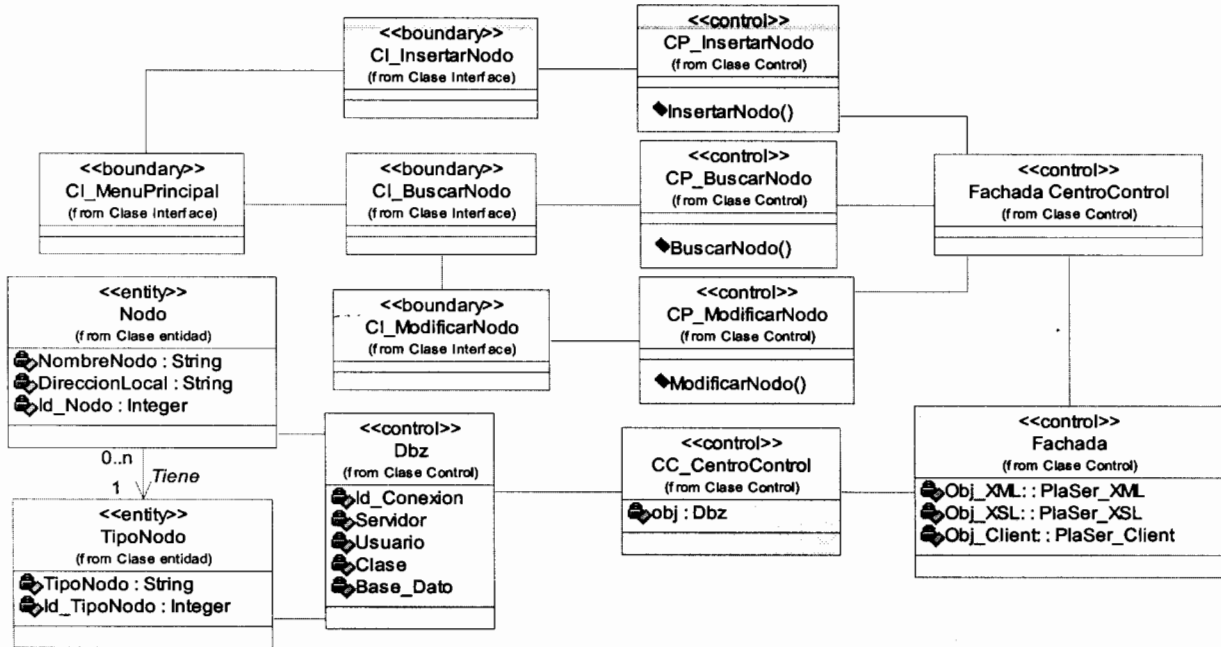 <<boundary>>
CI_InsertarNodo
(from Clase Interface)
<<control>>
CP_InsertarNodo
(from Clase Control)
InsertarNodo()
<<boundary>>
CI_MenuPrincipal
(from Clase Interface)
<<boundary>>
CI_BuscarNodo
(from Clase Interface)
<<control>>
CP_BuscarNodo
(from Clase Control)
BuscarNodo()
<<control>>
Fachada CentroControl
(from Clase Control)
<<entity>>
Nodo
(from Clase entidad)
NombreNodo : String
DireccionLocal : String
Id_Nodo : Integer
<<boundary>>
CI_ModificarNodo
(from Clase Interface)
<<control>>
CP_ModificarNodo
(from Clase Control)
ModificarNodo()
0..n
Tiene
1
<<entity>>
TipoNodo
(from Clase entidad)
TipoNodo : String
Id_TipoNodo : Integer
<<control>>
Dbz
(from Clase Control)
Id_Conexion
Servidor
Usuario
Clase
Base_Dato
<<control>>
CC_CentroControl
(from Clase Control)
obj : Dbz
<<control>>
Fachada
(from Clase Control)
Obj_XML: : PlaSer_XML
Obj_XSL: : PlaSer_XSL
Obj_Client: : PlaSer_Client